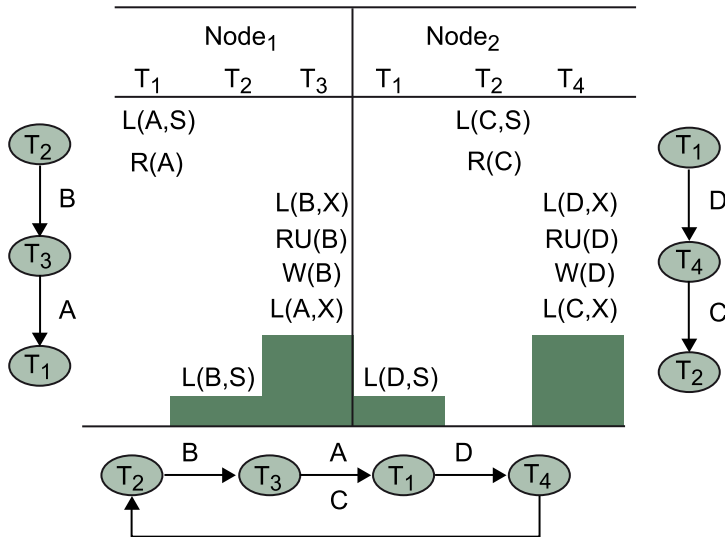 Node₁ Node₂
T₁ T₂ T₃ T₁ T₂ T₄
L(A,S) L(C,S)
R(A) R(C)
L(B,X) L(D,X)
RU(B) RU(D)
W(B) W(D)
L(A,X) L(C,X)
L(B,S) L(D,S)
T₂
B
T₃
A
T₁
T₁
D
T₄
C
T₂
B A D
T₂ T₃ T₁ T₄
C